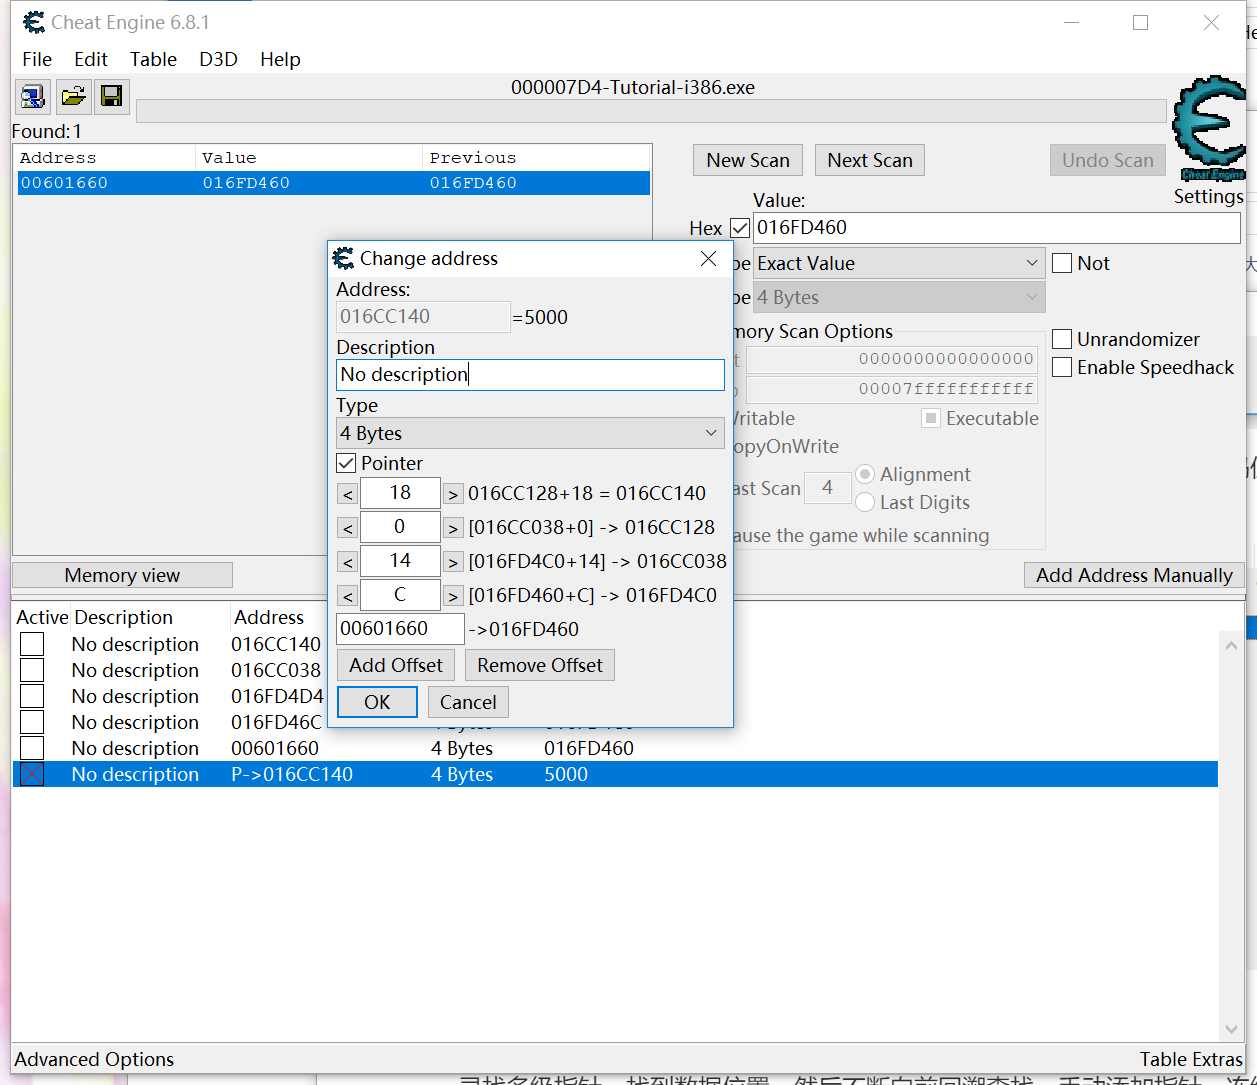 Cheat Engine 6.8.1
File Edit Table D3D Help
000007D4-Tutorial-i386.exe
Found:1
Address Value Previous
00601660 016FD460 016FD460
New Scan Next Scan Undo Scan
Cheat Engine
Settings
Value:
Hex 016FD460
pe Exact Value Not
pe 4 Bytes
mory Scan Options
0000000000000000
00007fffffffffff
Writable Executable
opyOnWrite
ast Scan 4 Alignment
Last Digits
ause the game while scanning
Unrandomizer
Enable Speedhack
Memory view Add Address Manually
Change address
Address:
016CC140 =5000
Description
No description
Type
4 Bytes
Pointer
< 18 > 016CC128+18 = 016CC140
< 0 > [016CC038+0] -> 016CC128
< 14 > [016FD4C0+14] -> 016CC038
< C > [016FD460+C] -> 016FD4C0
00601660 ->016FD460
Add Offset Remove Offset
OK Cancel
Active Description Address
No description 016CC140
No description 016CC038
No description 016FD4D4
No description 016FD46C
No description 00601660 4 Bytes 016FD460
No description P->016CC140 4 Bytes 5000
Advanced Options Table Extras